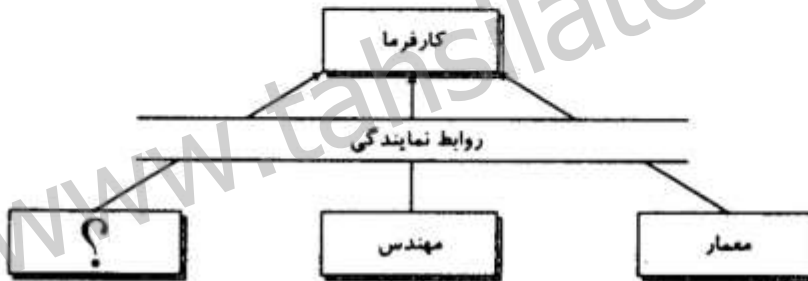 کارفرما
روابط نمایندگی
معمار
مهندس
؟
www.tahsilate